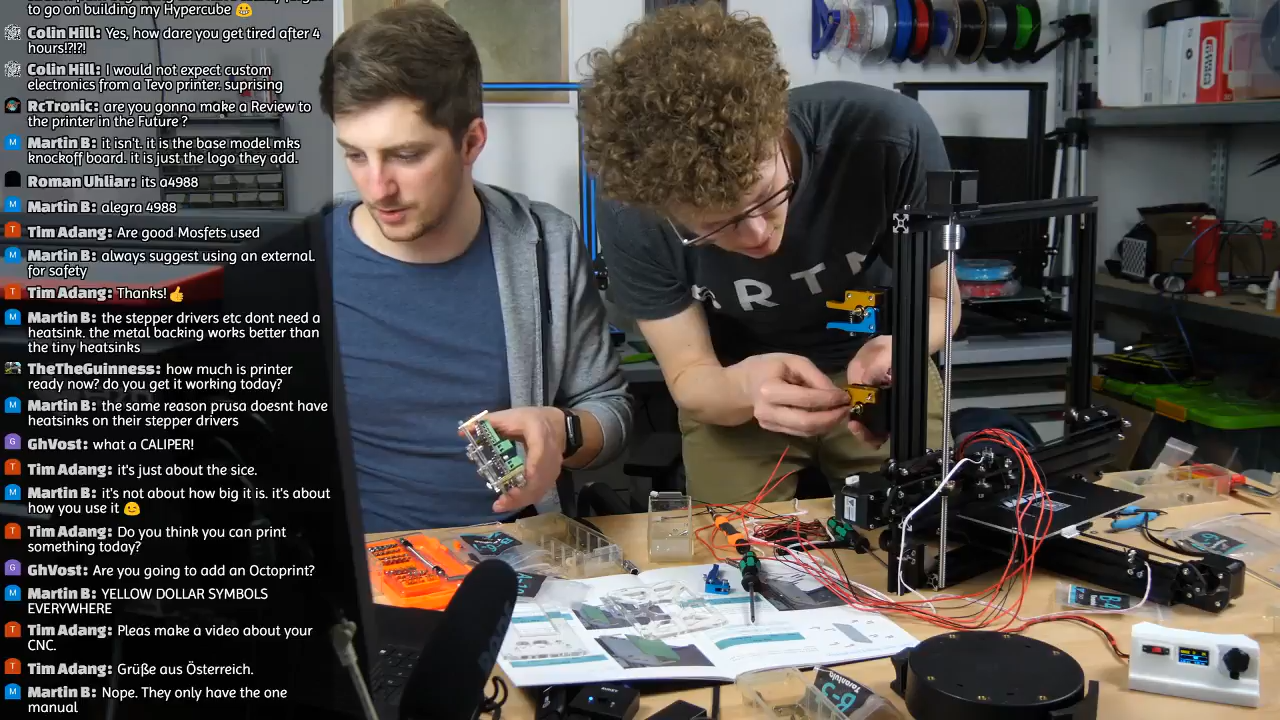 to go on building my Hypercube 😀
Colin Hill: Yes, how dare you get tired after 4
hours!?!?!
Colin Hill: I would not expect custom
electronics from a Tevo printer. suprising
RcTronic: are you gonna make a Review to
the printer in the Future ?
Martin B: it isn't. it is the base model mks
knockoff board. it is just the logo they add.
Roman Uhliar: its a4988
Martin B: alegra 4988
Tim Adang: Are good Mosfets used
Martin B: always suggest using an external.
for safety
Tim Adang: Thanks!👍
Martin B: the stepper drivers etc dont need a
heatsink. the metal backing works better than
the tiny heatsinks
TheTheGuinness: how much is printer
ready now? do you get it working today?
Martin B: the same reason prusa doesnt have
heatsinks on their stepper drivers
GhVost: what a CALIPER!
Tim Adang: it's just about the sice.
Martin B: it's not about how big it is. it's about
how you use it 😉
Tim Adang: Do you think you can print
something today?
GhVost: Are you going to add an Octoprint?
Martin B: YELLOW DOLLAR SYMBOLS
EVERYWHERE
Tim Adang: Pleas make a video about your
CNC.
Tim Adang: Grüße aus Österreich.
Martin B: Nope. They only have the one
manual